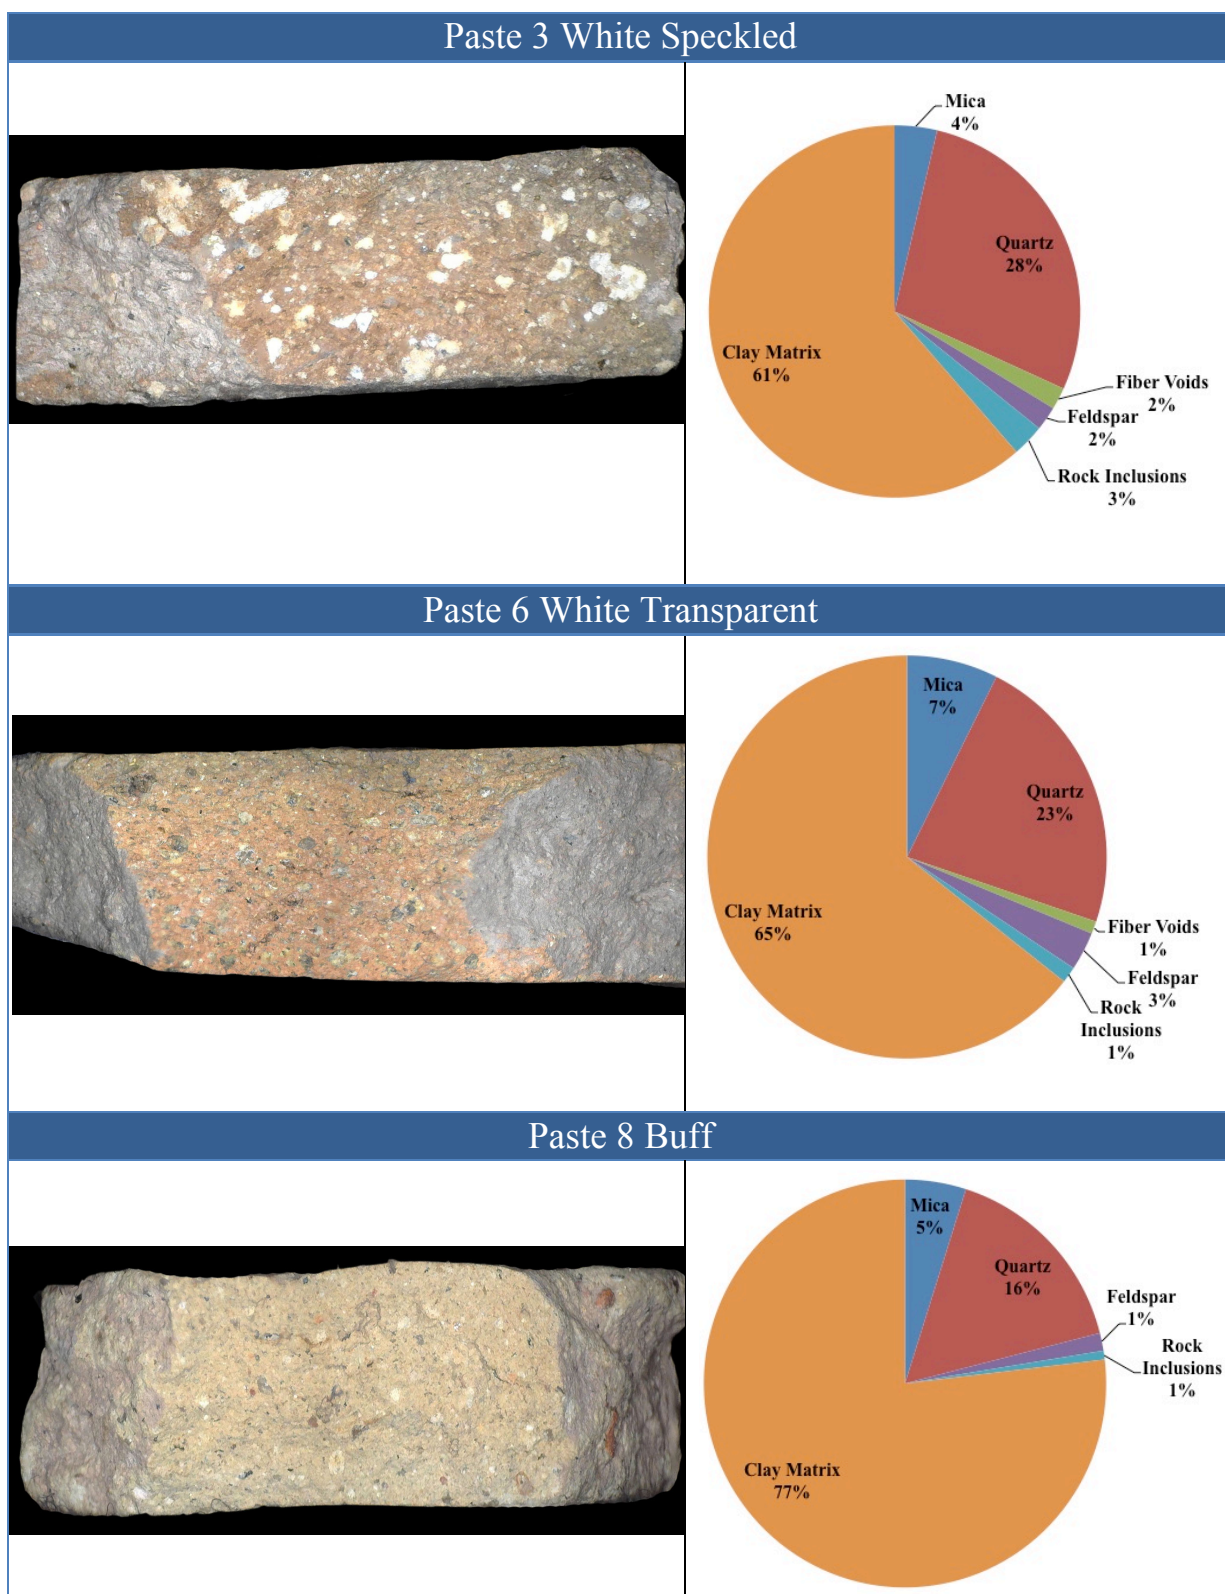 Paste 3 White Speckled
Mica
4%
Quartz
28%
Fiber Voids
2%
Feldspar
2%
Rock Inclusions
3%
Clay Matrix
61%
Paste 6 White Transparent
Mica
7%
Quartz
23%
Fiber Voids
1%
Feldspar
3%
Rock
Inclusions
1%
Clay Matrix
65%
Paste 8 Buff
Mica
5%
Quartz
16%
Feldspar
1%
Rock
Inclusions
1%
Clay Matrix
77%